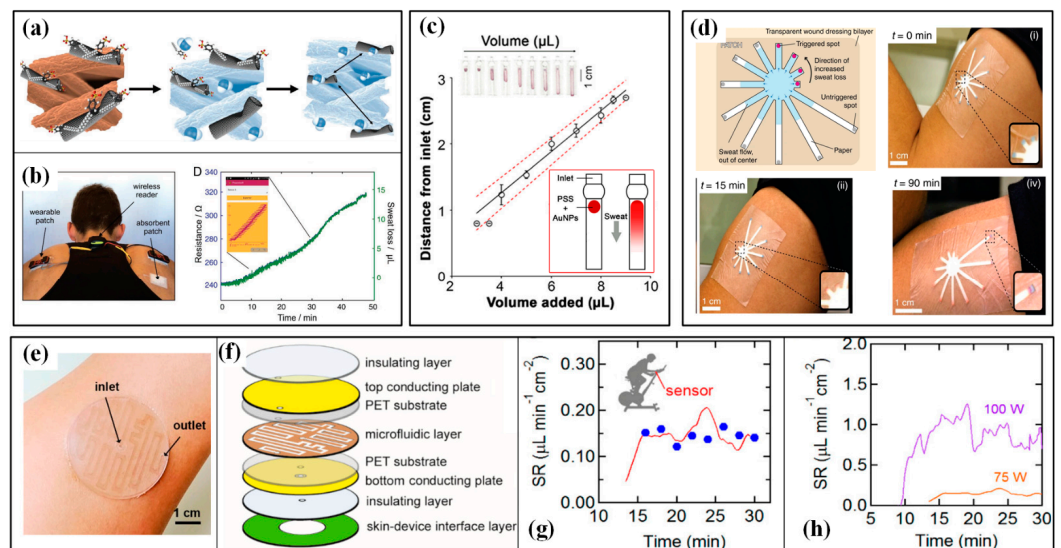 (a)
(b)
wireless
reader
wearable
patch
absorbent
patch
D
340
320
300
280
260
240
Resistance / Ω
15
10
5
0
Sweat loss / µL
0
10
20
30
40
50
Time / min
(c)
Volume (µL)
1 cm
Distance from inlet (cm)
4
3
2
1
0
2
4
6
8
10
Volume added (µL)
Inlet
PSS
+
AuNPs
Sweat
(d)
PATCH
Transparent wound dressing bilayer
Triggered spot
Direction of
increased
sweat loss
Untriggered
spot
Sweat flow,
out of center
Paper
t = 0 min
(i)
1 cm
t = 15 min
(ii)
1 cm
t = 90 min
(iv)
1 cm
(e)
inlet
outlet
1 cm
(f)
insulating layer
top conducting plate
PET substrate
microfluidic layer
PET substrate
bottom conducting plate
insulating layer
skin-device interface layer
SR (µL min⁻¹ cm⁻²)
0.30
0.20
0.10
0.00
sensor
10
15
20
25
30
(g)
Time (min)
SR (µL min⁻¹ cm⁻²)
2.0
1.5
1.0
0.5
0.0
100 W
75 W
5
10
15
20
25
30
Time (min)
(h)